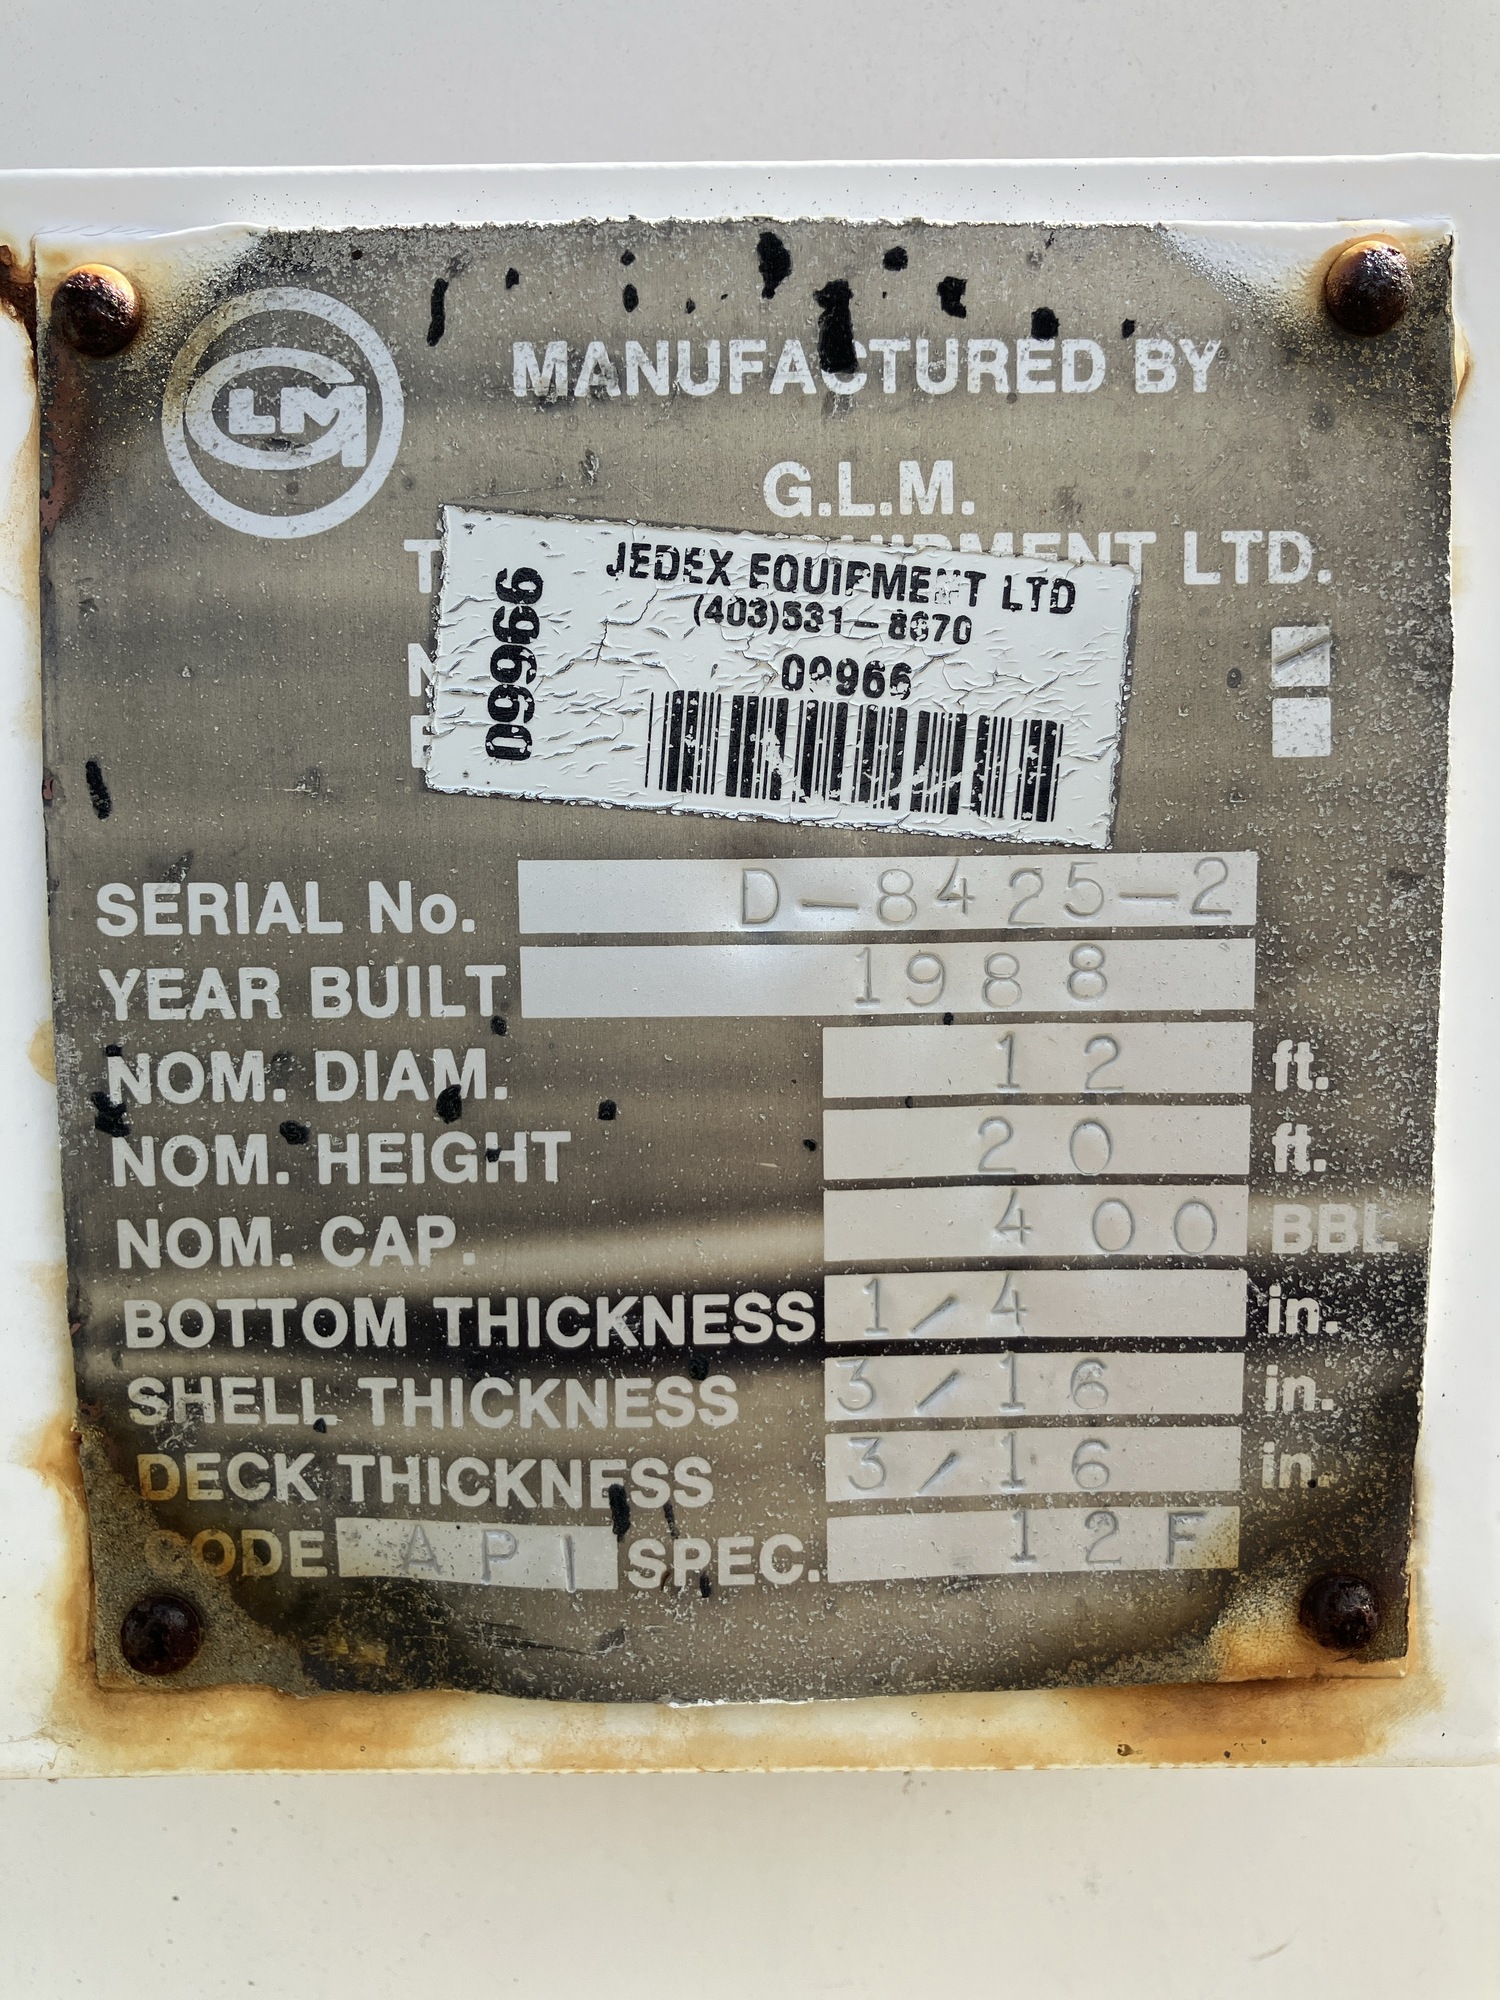 GLM
MANUFACTURED BY
G.L.M.
LTD.
JEDEX EQUIPMENT LTD
(403)531-8670
09966
09966
SERIAL No. D-8425-2
YEAR BUILT 1988
NOM. DIAM. 12 ft.
NOM. HEIGHT 20 ft.
NOM. CAP. 400 BBL
BOTTOM THICKNESS 1/4 in.
SHELL THICKNESS 3/16 in.
DECK THICKNESS 3/16 in.
CODE API SPEC. 12F